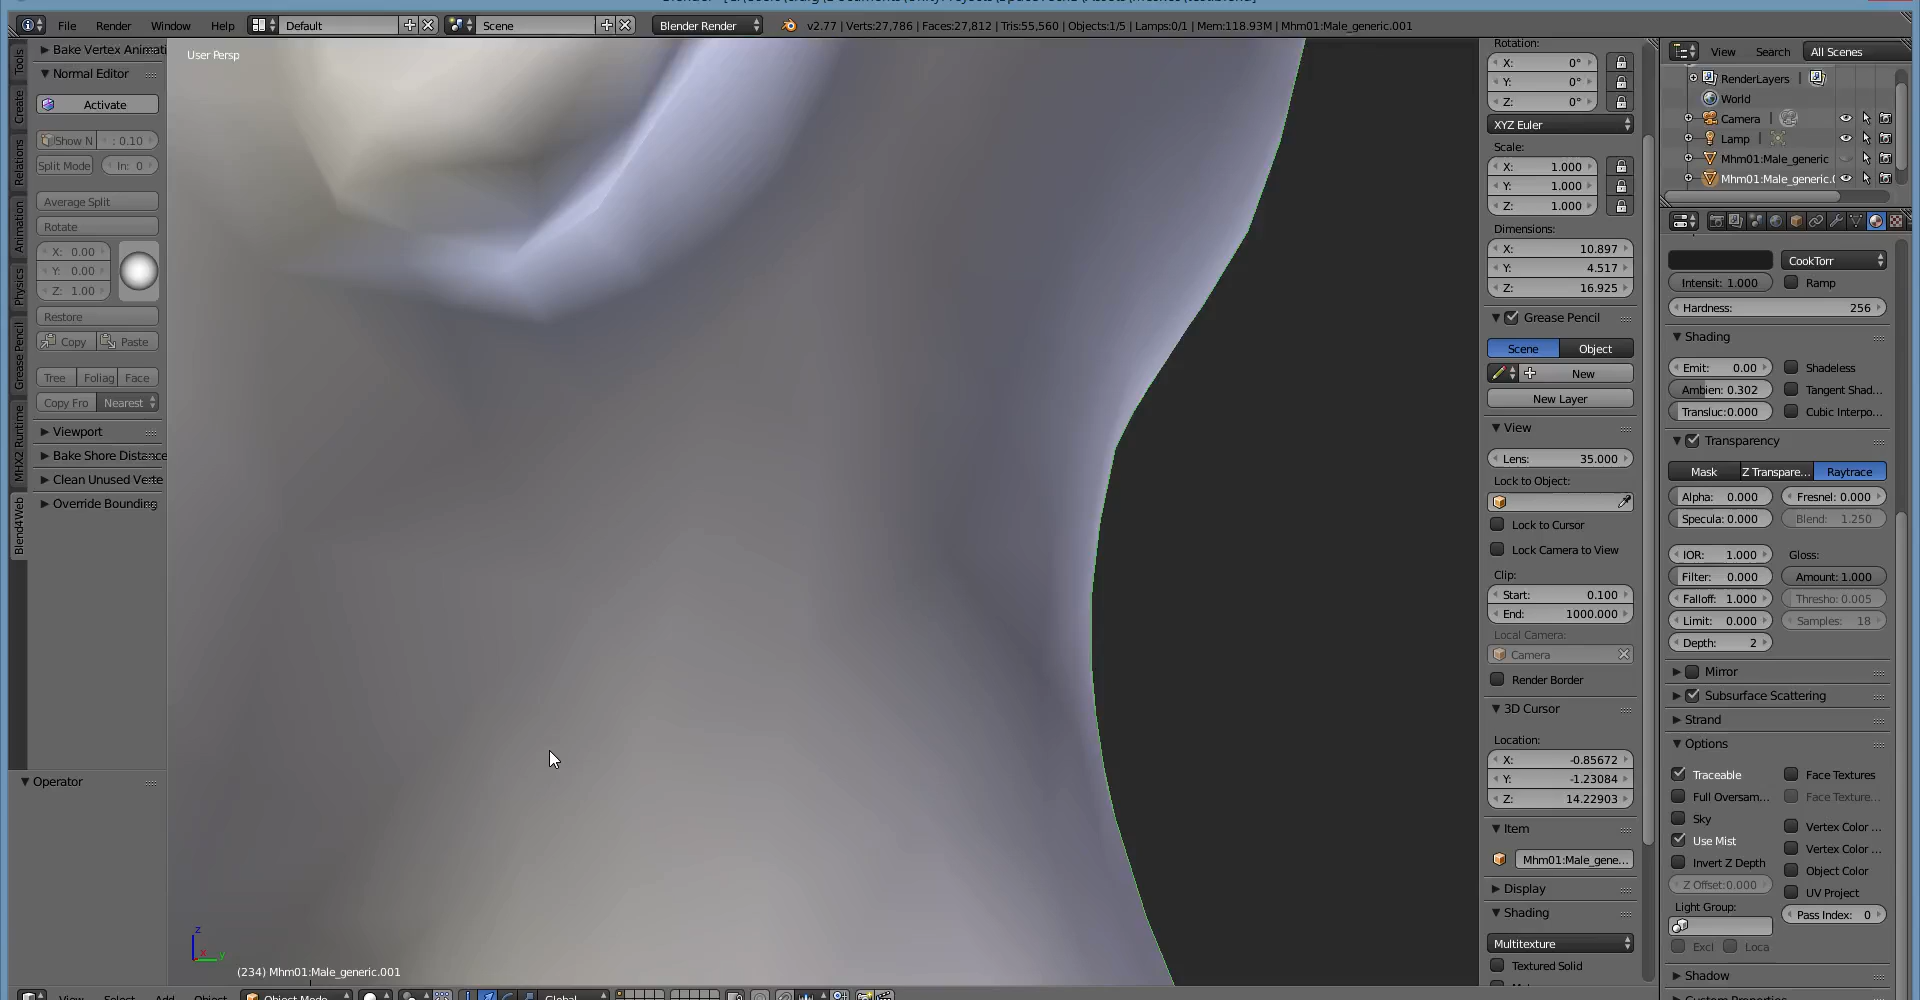 File Render Window Help Default Scene Blender Render v2.77 | Verts:27,786 | Faces:27,812 | Tris:55,560 | Objects:1/5 | Lamps:0/1 | Mem:118.93M | Mhm01:Male_generic.001
Tools
Create
Relations
Animation
Physics
Grease Pencil
MHX2 Runtime
Blend4Web
Bake Vertex Animati
Normal Editor
Activate
Show N : 0.10
Split Mode In: 0
Average Split
Rotate
X: 0.00
Y: 0.00
Z: 1.00
Restore
Copy Paste
Tree Foliag Face
Copy Fro Nearest
Viewport
Bake Shore Distance
Clean Unused Verte
Override Bounding
Operator
User Persp
z
x y
(234) Mhm01:Male_generic.001
View Select Add Object Object Mode Global
Rotation:
X: 0°
Y: 0°
Z: 0°
XYZ Euler
Scale:
X: 1.000
Y: 1.000
Z: 1.000
Dimensions:
X: 10.897
Y: 4.517
Z: 16.925
Grease Pencil
Scene Object
New
New Layer
View
Lens: 35.000
Lock to Object:
Lock to Cursor
Lock Camera to View
Clip:
Start: 0.100
End: 1000.000
Local Camera:
Camera
Render Border
3D Cursor
Location:
X: -0.85672
Y: -1.23084
Z: 14.22903
Item
Mhm01:Male_gene...
Display
Shading
Multitexture
Textured Solid
View Search All Scenes
RenderLayers |
World
Camera |
Lamp |
Mhm01:Male_generic
Mhm01:Male_generic.0
CookTorr
Intensit: 1.000 Ramp
Hardness: 256
Shading
Emit: 0.00 Shadeless
Ambien: 0.302 Tangent Shad...
Transluc:0.000 Cubic Interpo...
Transparency
Mask Z Transpare... Raytrace
Alpha: 0.000 Fresnel: 0.000
Specula: 0.000 Blend: 1.250
IOR: 1.000 Gloss:
Filter: 0.000 Amount: 1.000
Falloff: 1.000 Thresho: 0.005
Limit: 0.000 Samples: 18
Depth: 2
Mirror
Subsurface Scattering
Strand
Options
Traceable Face Textures
Full Oversam... Face Texture...
Sky Vertex Color ...
Use Mist Vertex Color ...
Invert Z Depth Object Color
Z Offset:0.000 UV Project
Light Group: Pass Index: 0
Excl Loca
Shadow